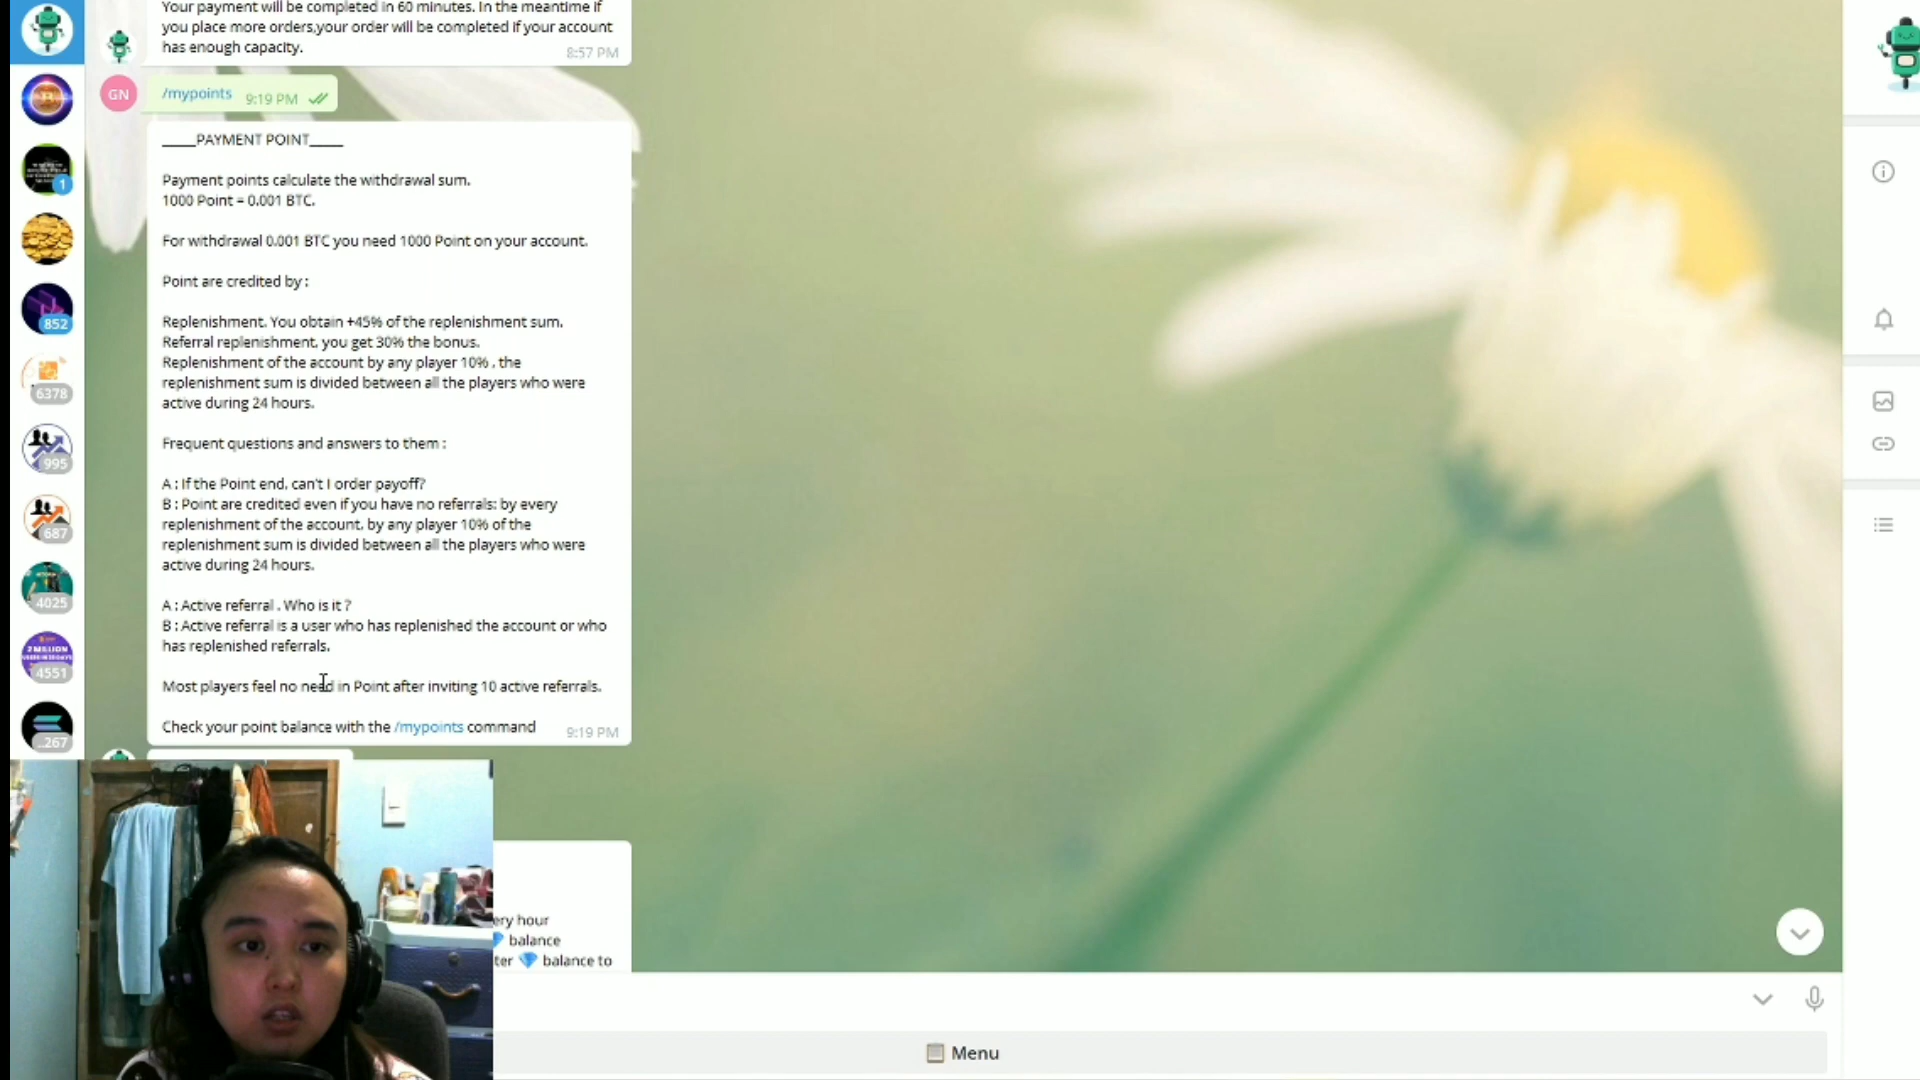 Your payment will be completed in 60 minutes. In the meantime if
you place more orders,your order will be completed if your account
has enough capacity.
8:57 PM
GN
/mypoints
9:19 PM
_____PAYMENT POINT_____
Payment points calculate the withdrawal sum.
1000 Point = 0.001 BTC.
For withdrawal 0.001 BTC you need 1000 Point on your account.
Point are credited by :
Replenishment. You obtain +45% of the replenishment sum.
Referral replenishment, you get 30% the bonus.
Replenishment of the account by any player 10% , the
replenishment sum is divided between all the players who were
active during 24 hours.
Frequent questions and answers to them :
A : If the Point end, can't I order payoff?
B : Point are credited even if you have no referrals: by every
replenishment of the account, by any player 10% of the
replenishment sum is divided between all the players who were
active during 24 hours.
A : Active referral . Who is it ?
B : Active referral is a user who has replenished the account or who
has replenished referrals.
Most players feel no need in Point after inviting 10 active referrals.
Check your point balance with the /mypoints command
9:19 PM
1
852
6378
995
687
4025
2 MILLION
4551
..267
ery hour
balance
ter 💎 balance to
Menu